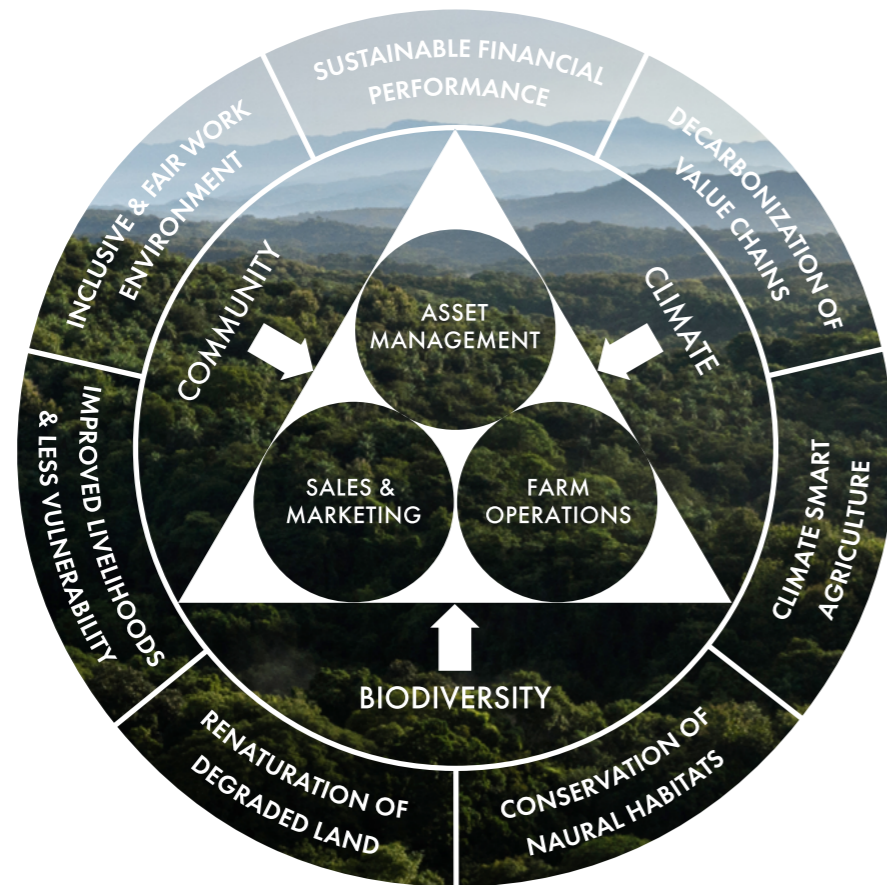 SUSTAINABLE FINANCIAL
PERFORMANCE
DECARBONIZATION OF
VALUE CHAINS
CLIMATE SMART
AGRICULTURE
CONSERVATION OF
NAURAL HABITATS
RENATURATION OF
DEGRADED LAND
IMPROVED LIVELIHOODS
& LESS VULNERABILITY
INCLUSIVE & FAIR WORK
ENVIRONMENT
COMMUNITY
CLIMATE
BIODIVERSITY
ASSET
MANAGEMENT
SALES &
MARKETING
FARM
OPERATIONS